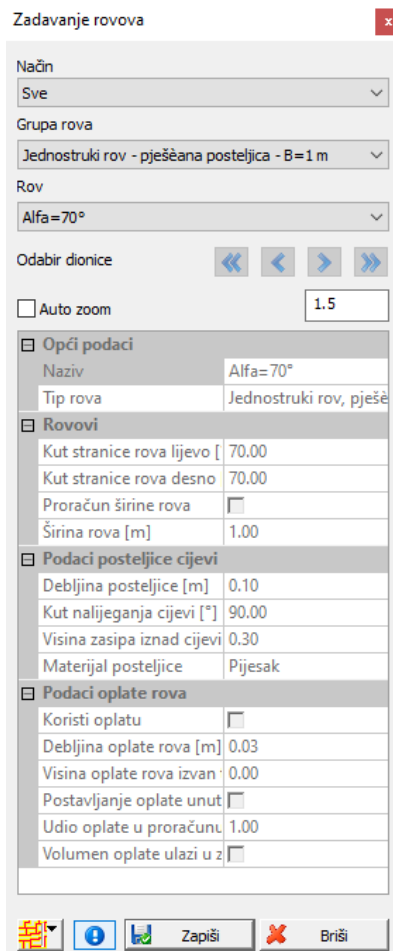 Zadavanje rovova
x
Način
Sve
Grupa rova
Jednostruki rov - pješèana posteljica - B=1 m
Rov
Alfa=70°
Odabir dionice
Auto zoom 1.5
Opći podaci
Naziv Alfa=70°
Tip rova Jednostruki rov, pješè
Rovovi
Kut stranice rova lijevo [ 70.00
Kut stranice rova desno 70.00
Proračun širine rova
Širina rova [m] 1.00
Podaci posteljice cijevi
Debljina posteljice [m] 0.10
Kut nalijeganja cijevi [°] 90.00
Visina zasipa iznad cijevi 0.30
Materijal posteljice Pijesak
Podaci oplate rova
Koristi oplatu
Debljina oplate rova [m] 0.03
Visina oplate rova izvan 0.00
Postavljanje oplate unut
Udio oplate u proračunu 1.00
Volumen oplate ulazi u z
Zapiši Briši